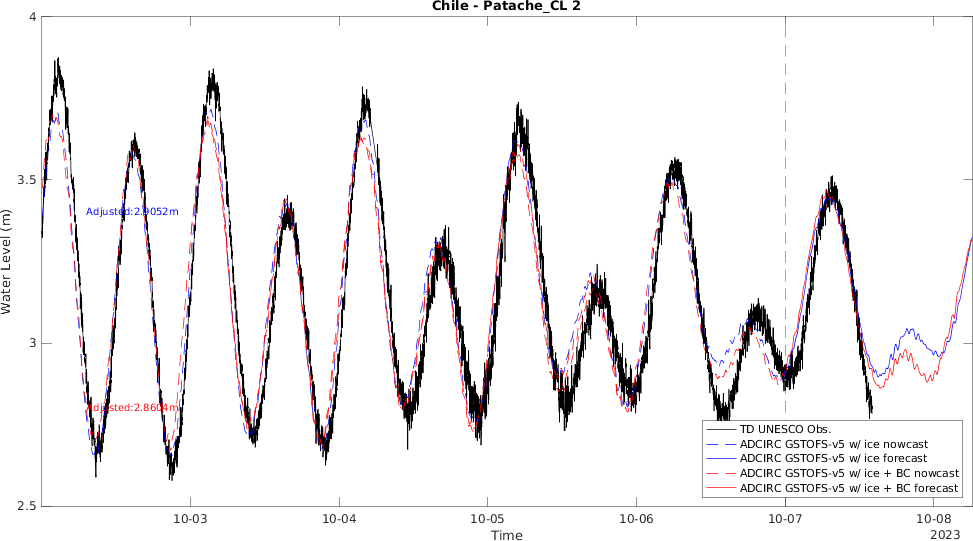 Chile - Patache_CL 2
4
3.5
3
2.5
Water Level (m)
Adjusted:2.9052m
Adjusted:2.8604m
TD UNESCO Obs.
ADCIRC GSTOFS-v5 w/ ice nowcast
ADCIRC GSTOFS-v5 w/ ice forecast
ADCIRC GSTOFS-v5 w/ ice + BC nowcast
ADCIRC GSTOFS-v5 w/ ice + BC forecast
10-03 10-04 10-05 10-06 10-07 10-08
Time
2023